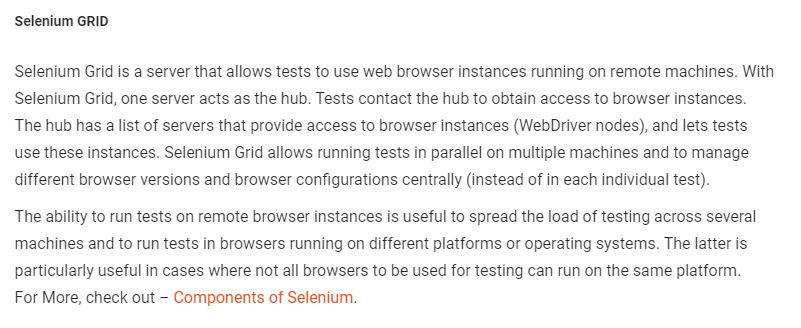 Selenium GRID
Selenium Grid is a server that allows tests to use web browser instances running on remote machines. With
Selenium Grid, one server acts as the hub. Tests contact the hub to obtain access to browser instances.
The hub has a list of servers that provide access to browser instances (WebDriver nodes), and lets tests
use these instances. Selenium Grid allows running tests in parallel on multiple machines and to manage
different browser versions and browser configurations centrally (instead of in each individual test).
The ability to run tests on remote browser instances is useful to spread the load of testing across several
machines and to run tests in browsers running on different platforms or operating systems. The latter is
particularly useful in cases where not all browsers to be used for testing can run on the same platform.
For More, check out – Components of Selenium.